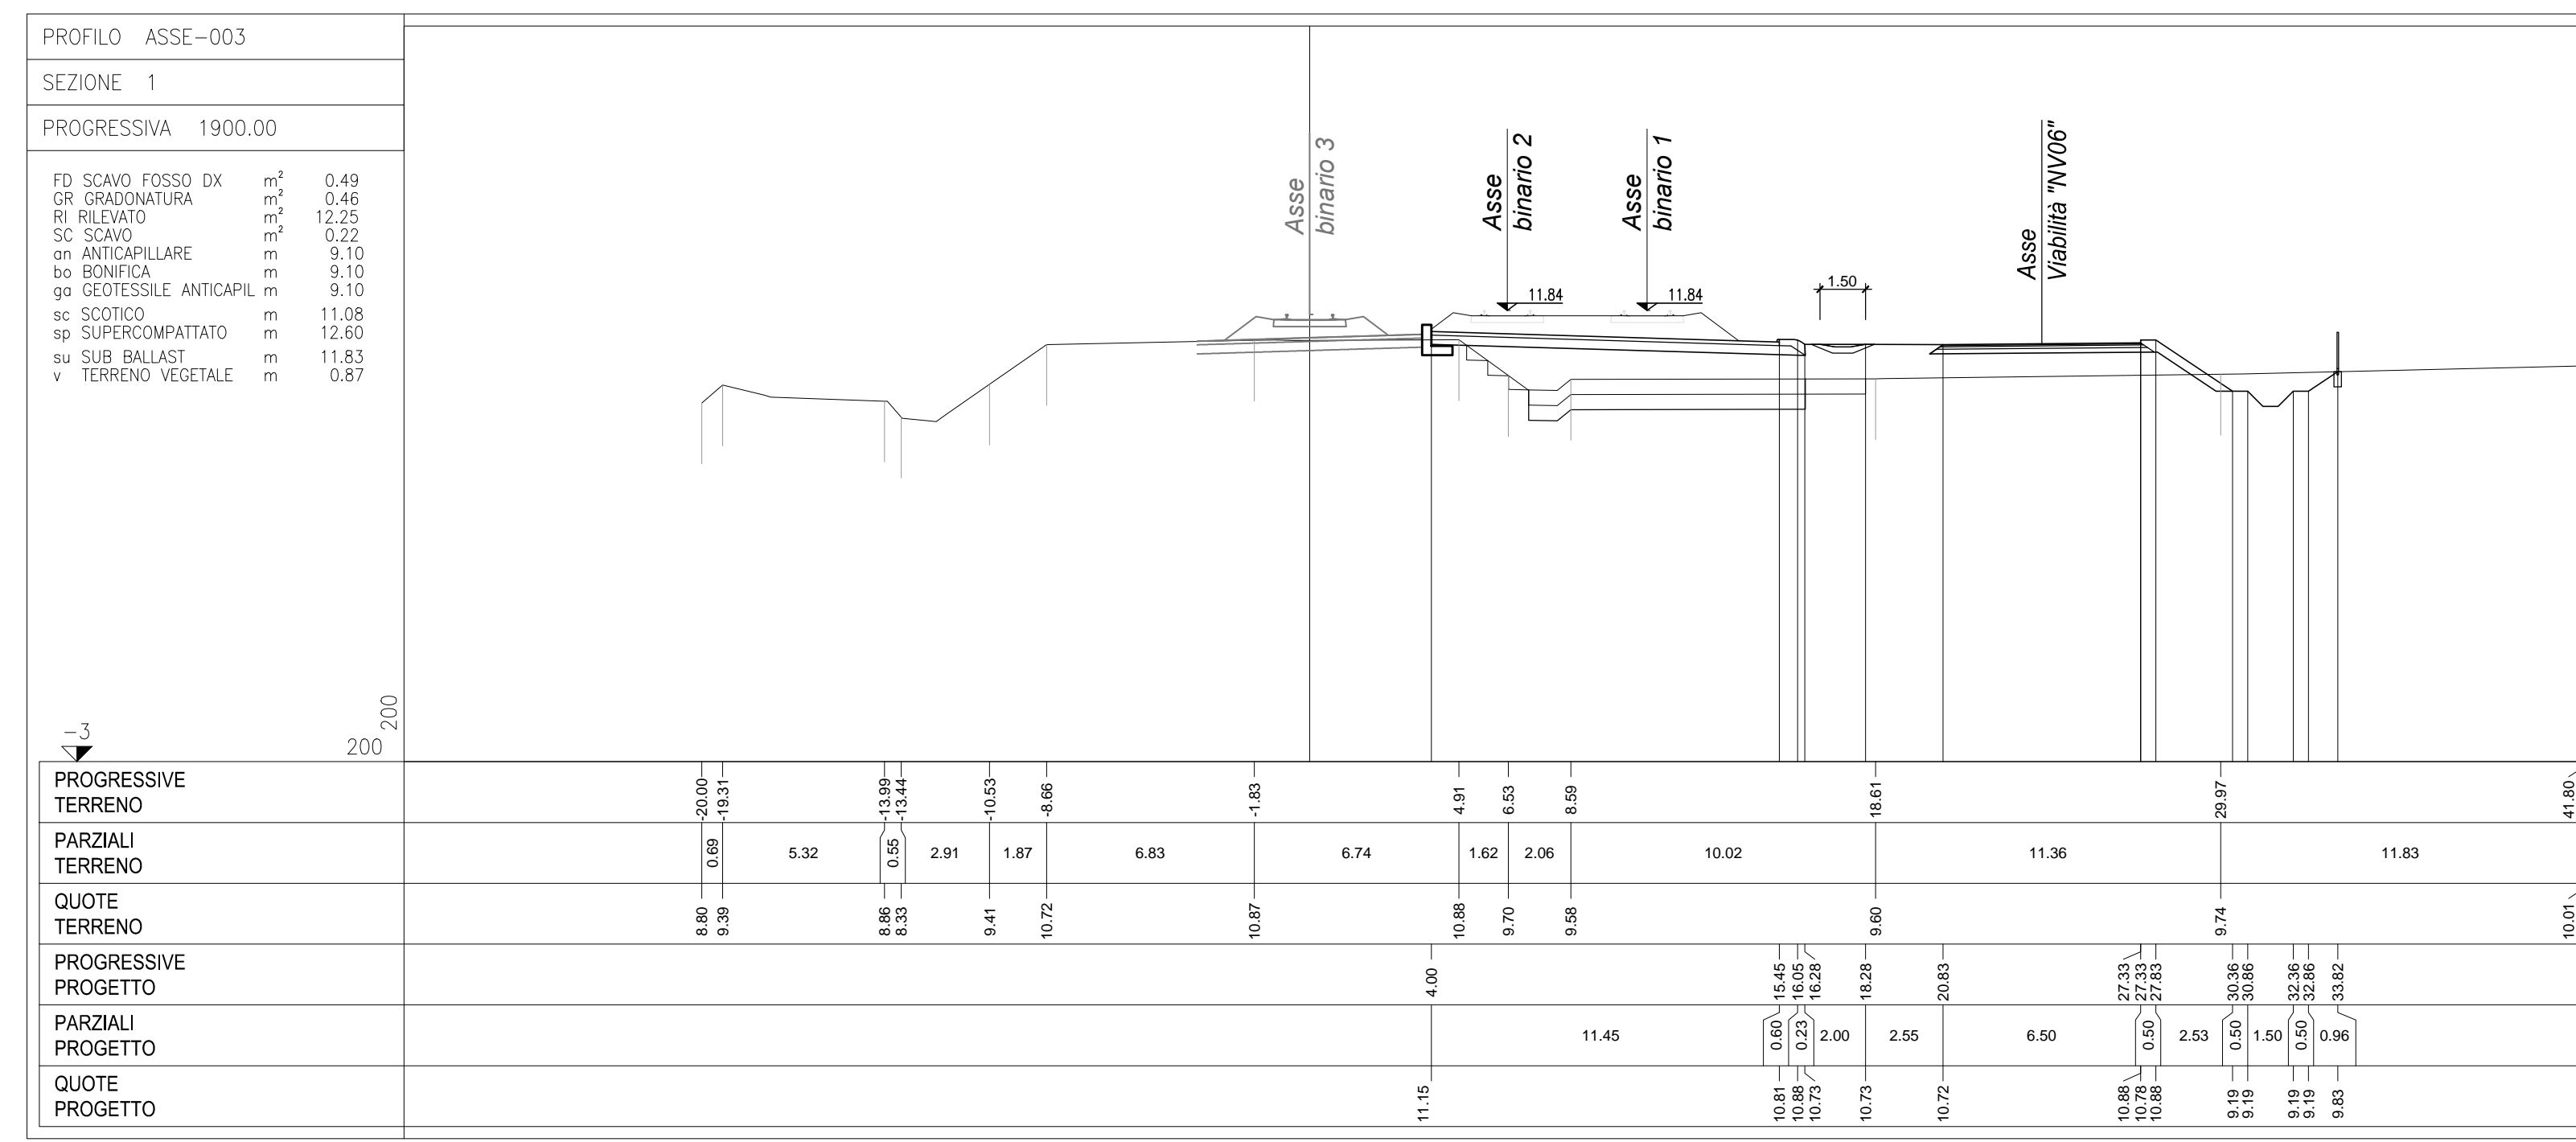 PROFILO ASSE-003
SEZIONE 1
PROGRESSIVA 1900.00
FD SCAVO FOSSO DX m² 0.49
GR GRADONATURA m² 0.46
RI RILEVATO m² 12.25
SC SCAVO m² 0.22
an ANTICAPILLARE m 9.10
bo BONIFICA m 9.10
ga GEOTESSILE ANTICAPIL m 9.10
sc SCOTICO m 11.08
sp SUPERCOMPATTATO m 12.60
su SUB BALLAST m 11.83
v TERRENO VEGETALE m 0.87
Asse
binario 3
Asse
binario 2
Asse
binario 1
Asse
Viabilità "NV06"
11.84
11.84
1.50
-3
200
200
PROGRESSIVE
TERRENO
-20.00 -19.31 -13.99 -13.44 -10.53 -8.66 -1.83 4.91 6.53 8.59 18.61 29.97 41.80
PARZIALI
TERRENO
0.69 5.32 0.55 2.91 1.87 6.83 6.74 1.62 2.06 10.02 11.36 11.83
QUOTE
TERRENO
8.80 9.39 8.86 8.33 9.41 10.72 10.87 10.88 9.70 9.58 9.60 9.74 10.01
PROGRESSIVE
PROGETTO
4.00 15.45 16.05 16.28 18.28 20.83 27.33 27.33 27.83 30.36 30.86 32.36 32.86 33.82
PARZIALI
PROGETTO
11.45 0.60 0.23 2.00 2.55 6.50 0.50 2.53 0.50 1.50 0.50 0.96
QUOTE
PROGETTO
11.15 10.81 10.88 10.73 10.73 10.72 10.88 10.78 10.88 9.19 9.19 9.19 9.19 9.83